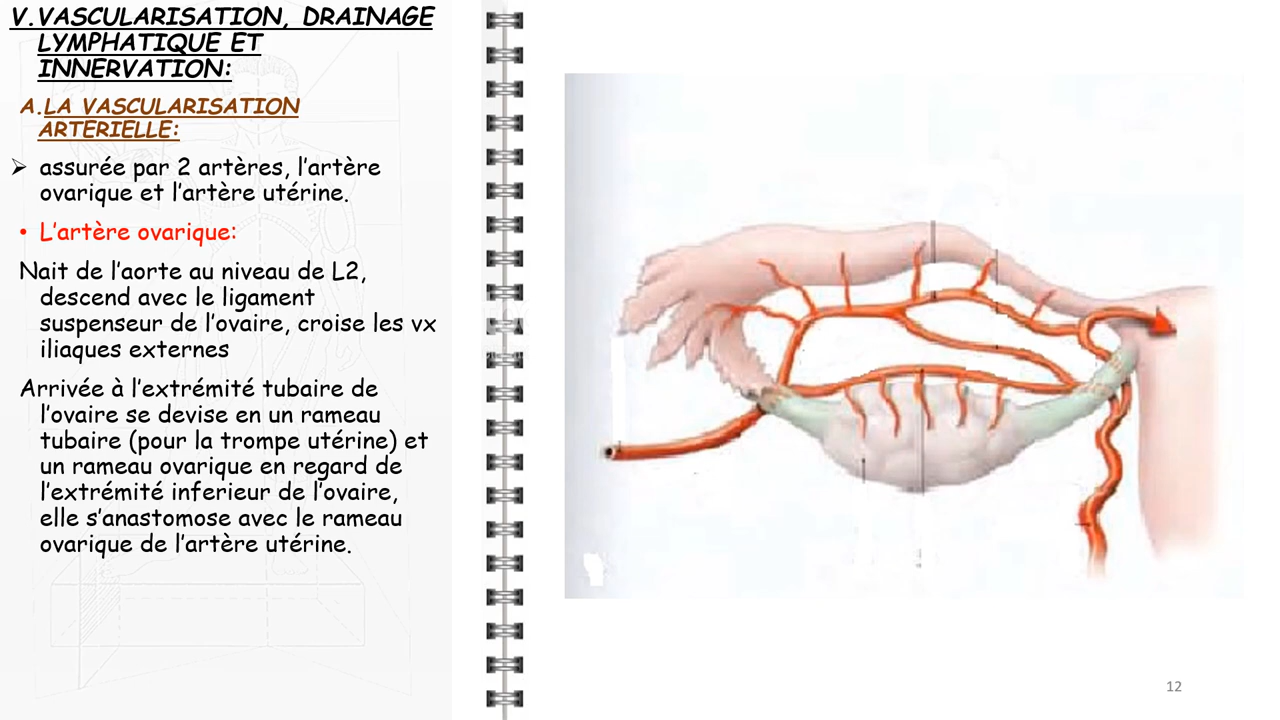 V.VASCULARISATION, DRAINAGE
LYMPHATIQUE ET
INNERVATION:
A.LA VASCULARISATION
ARTERIELLE:
➢ assurée par 2 artères, l'artère
ovarique et l'artère utérine.
• L'artère ovarique:
Nait de l'aorte au niveau de L2,
descend avec le ligament
suspenseur de l'ovaire, croise les vx
iliaques externes
Arrivée à l'extrémité tubaire de
l'ovaire se devise en un rameau
tubaire (pour la trompe utérine) et
un rameau ovarique en regard de
l'extrémité inferieur de l'ovaire,
elle s'anastomose avec le rameau
ovarique de l'artère utérine.
12